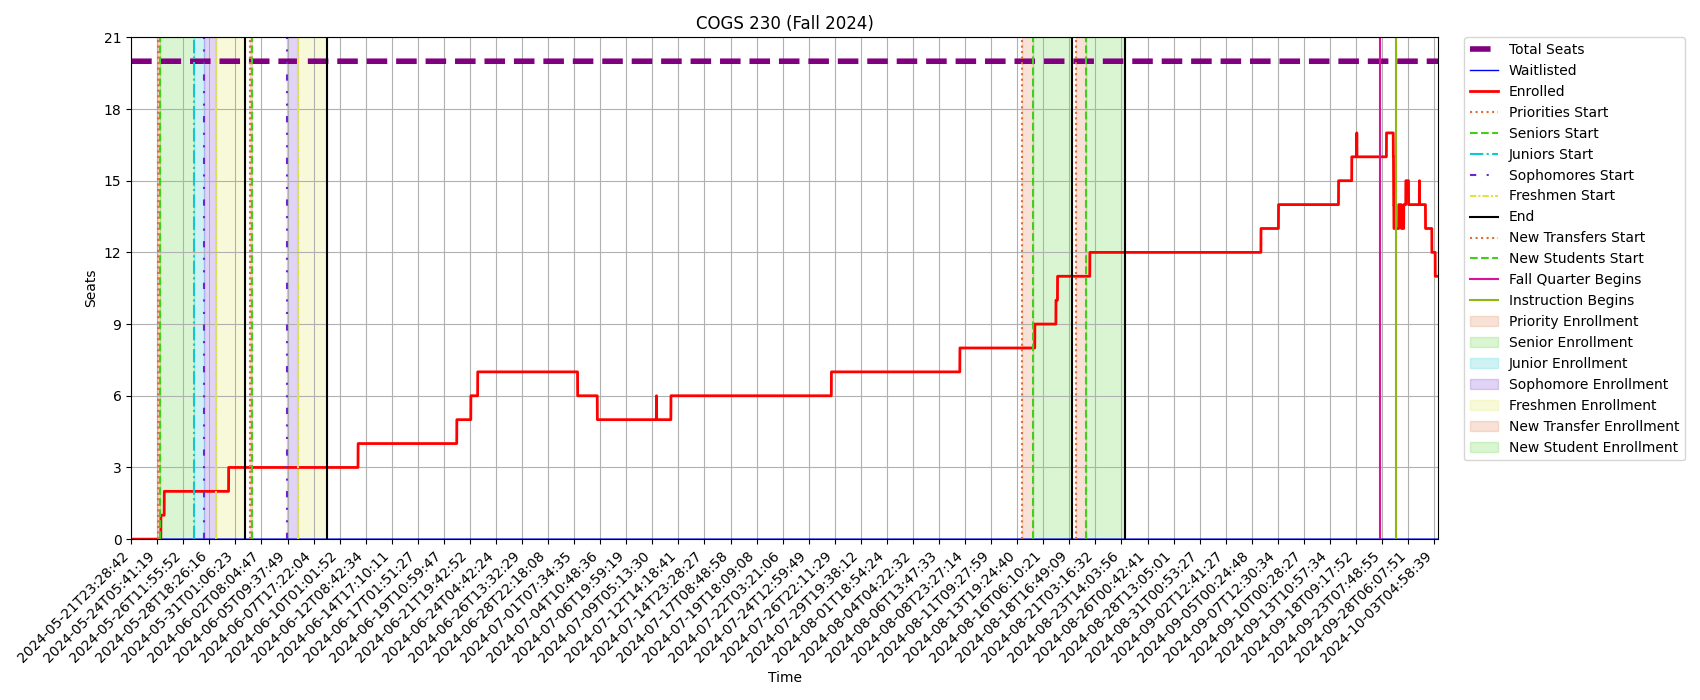 COGS 230 (Fall 2024)
21
18
15
12
9
6
3
0
Seats
2024-05-21T23:28:42
2024-05-24T05:41:19
2024-05-26T11:55:52
2024-05-28T18:26:16
2024-05-31T01:06:23
2024-06-02T08:04:47
2024-06-05T09:37:49
2024-06-07T17:22:04
2024-06-10T01:01:52
2024-06-12T08:42:34
2024-06-14T17:10:11
2024-06-17T01:51:27
2024-06-19T10:59:47
2024-06-21T19:42:52
2024-06-24T04:42:24
2024-06-26T13:32:29
2024-06-28T22:18:08
2024-07-01T07:34:35
2024-07-04T10:48:36
2024-07-06T19:59:19
2024-07-09T05:13:30
2024-07-12T14:18:41
2024-07-14T23:28:27
2024-07-17T08:48:58
2024-07-19T18:09:08
2024-07-22T03:21:06
2024-07-24T12:59:49
2024-07-26T22:11:29
2024-07-29T19:38:12
2024-08-01T18:54:24
2024-08-04T04:22:32
2024-08-06T13:47:33
2024-08-08T23:27:14
2024-08-11T09:27:59
2024-08-13T19:24:40
2024-08-16T06:10:21
2024-08-18T16:49:09
2024-08-21T03:16:32
2024-08-23T14:03:56
2024-08-26T00:42:41
2024-08-28T13:05:01
2024-08-31T00:53:27
2024-09-02T12:41:27
2024-09-05T00:24:48
2024-09-07T12:30:34
2024-09-10T00:28:27
2024-09-13T10:57:34
2024-09-18T09:17:52
2024-09-23T07:48:55
2024-09-28T06:07:51
2024-10-03T04:58:39
Time
Total Seats
Waitlisted
Enrolled
Priorities Start
Seniors Start
Juniors Start
Sophomores Start
Freshmen Start
End
New Transfers Start
New Students Start
Fall Quarter Begins
Instruction Begins
Priority Enrollment
Senior Enrollment
Junior Enrollment
Sophomore Enrollment
Freshmen Enrollment
New Transfer Enrollment
New Student Enrollment